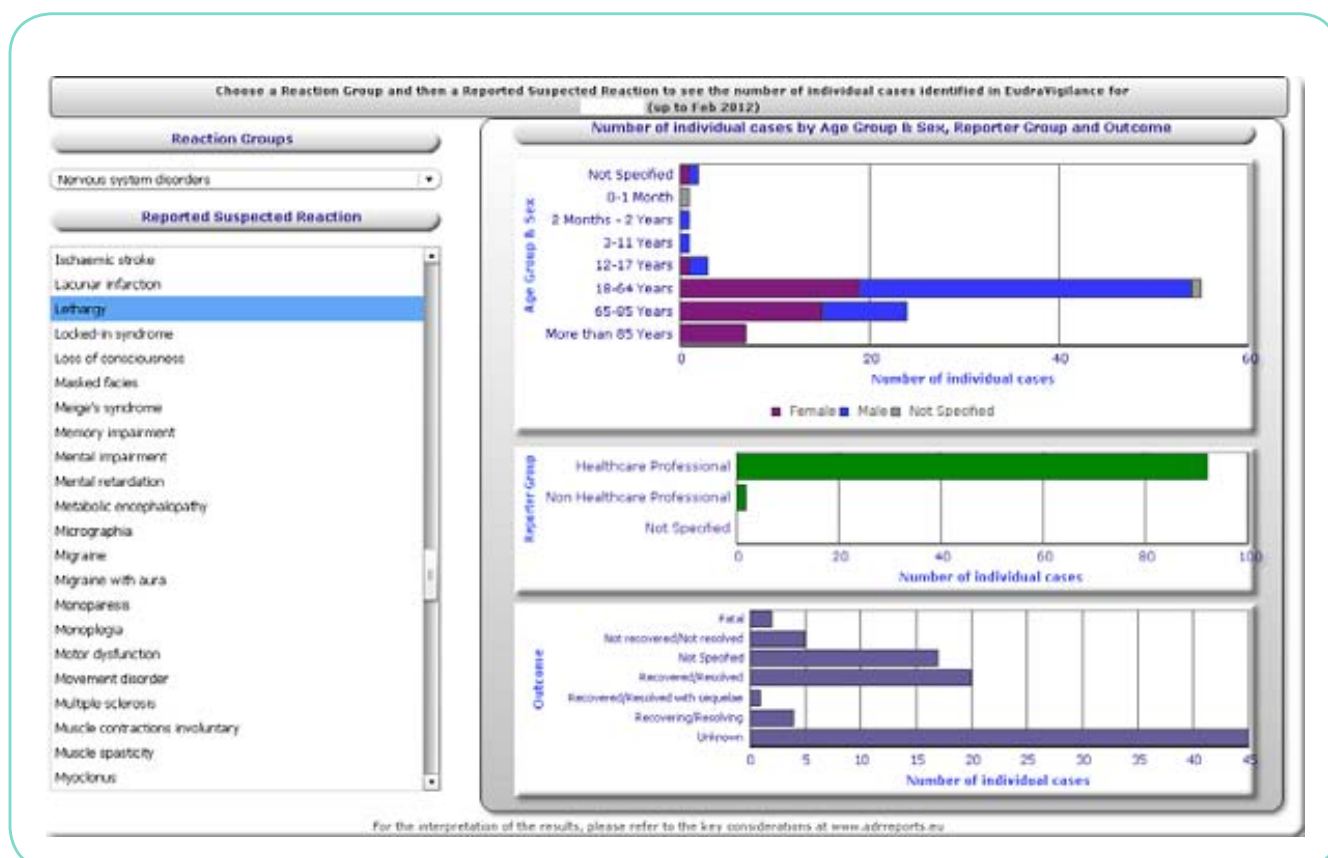 Choose a Reaction Group and then a Reported Suspected Reaction to see the number of individual cases identified in EudraVigilance for
(up to Feb 2012)
Reaction Groups
Nervous system disorders
Reported Suspected Reaction
Ischaemic stroke
Lacunar infarction
Lethargy
Locked-in syndrome
Loss of consciousness
Masked facies
Meige's syndrome
Memory impairment
Mental impairment
Mental retardation
Metabolic encephalopathy
Micrographia
Migraine
Migraine with aura
Monoparesis
Monoplegia
Motor dysfunction
Movement disorder
Multiple sclerosis
Muscle contractions involuntary
Muscle spasticity
Myoclonus
Number of individual cases by Age Group & Sex, Reporter Group and Outcome
Age Group & Sex
Not Specified
0-1 Month
2 Months - 2 Years
3-11 Years
12-17 Years
18-64 Years
65-85 Years
More than 85 Years
0 20 40 60
Number of individual cases
Female Male Not Specified
Reporter Group
Healthcare Professional
Non Healthcare Professional
Not Specified
0 20 40 60 80 100
Number of individual cases
Outcome
Fatal
Not recovered/Not resolved
Not Specified
Recovered/Resolved
Recovered/Resolved with sequelae
Recovering/Resolving
Unknown
0 5 10 15 20 25 30 35 40 45
Number of individual cases
For the interpretation of the results, please refer to the key considerations at www.adrreports.eu